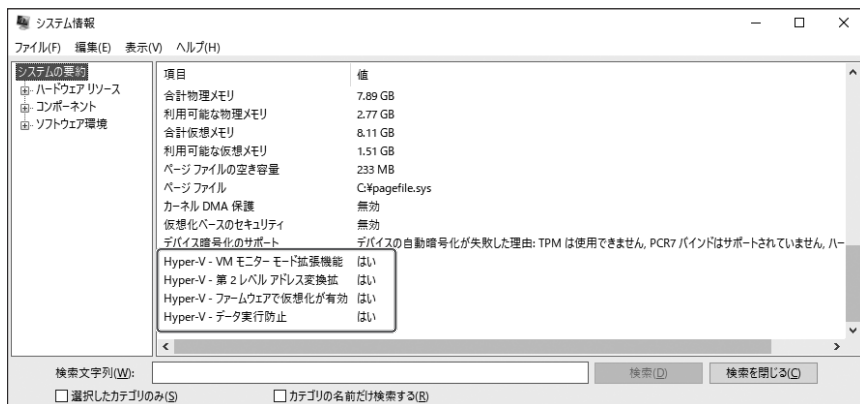 システム情報
ファイル(F) 編集(E) 表示(V) ヘルプ(H)
システムの要約
ハードウェア リソース
コンポーネント
ソフトウェア環境
項目 値
合計物理メモリ 7.89 GB
利用可能な物理メモリ 2.77 GB
合計仮想メモリ 8.11 GB
利用可能な仮想メモリ 1.51 GB
ページ ファイルの空き容量 233 MB
ページ ファイル C:¥pagefile.sys
カーネル DMA 保護 無効
仮想化ベースのセキュリティ 無効
デバイス暗号化のサポート デバイスの自動暗号化が失敗した理由: TPM は使用できません, PCR7 バインドはサポートされていません, ハー
Hyper-V - VM モニター モード拡張機能 はい
Hyper-V - 第 2 レベル アドレス変換拡 はい
Hyper-V - ファームウェアで仮想化が有効 はい
Hyper-V - データ実行防止 はい
検索文字列(W): 検索(D) 検索を閉じる(C)
選択したカテゴリのみ(S) カテゴリの名前だけ検索する(R)